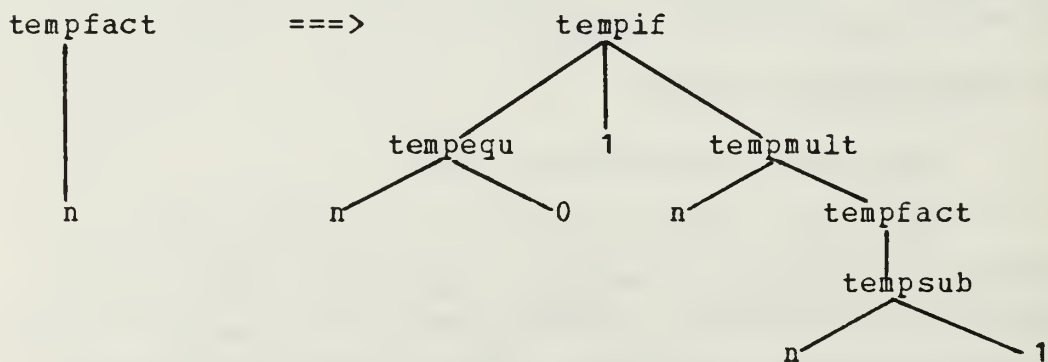 tempfact ===> tempif
tempequ 1 tempmult
n n 0 n tempfact
tempsub
n 1